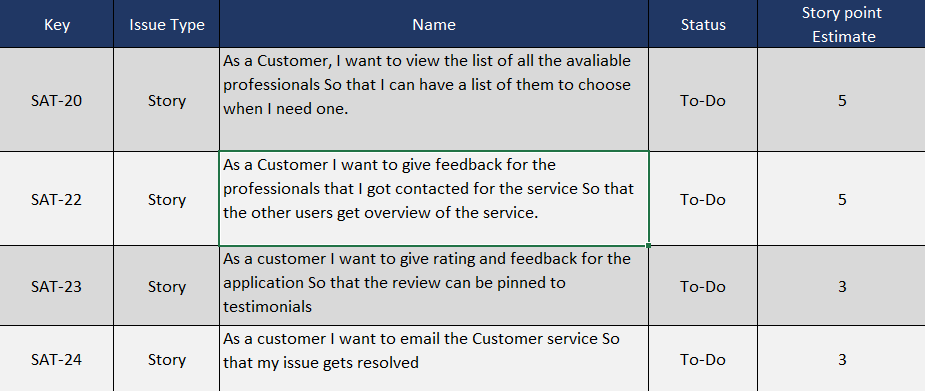 Key Issue Type Name Status Story point
Estimate
SAT-20 Story As a Customer, I want to view the list of all the avaliable
professionals So that I can have a list of them to choose
when I need one. To-Do 5
SAT-22 Story As a Customer I want to give feedback for the
professionals that I got contacted for the service So that
the other users get overview of the service. To-Do 5
SAT-23 Story As a customer I want to give rating and feedback for the
application So that the review can be pinned to
testimonials To-Do 3
SAT-24 Story As a customer I want to email the Customer service So
that my issue gets resolved To-Do 3